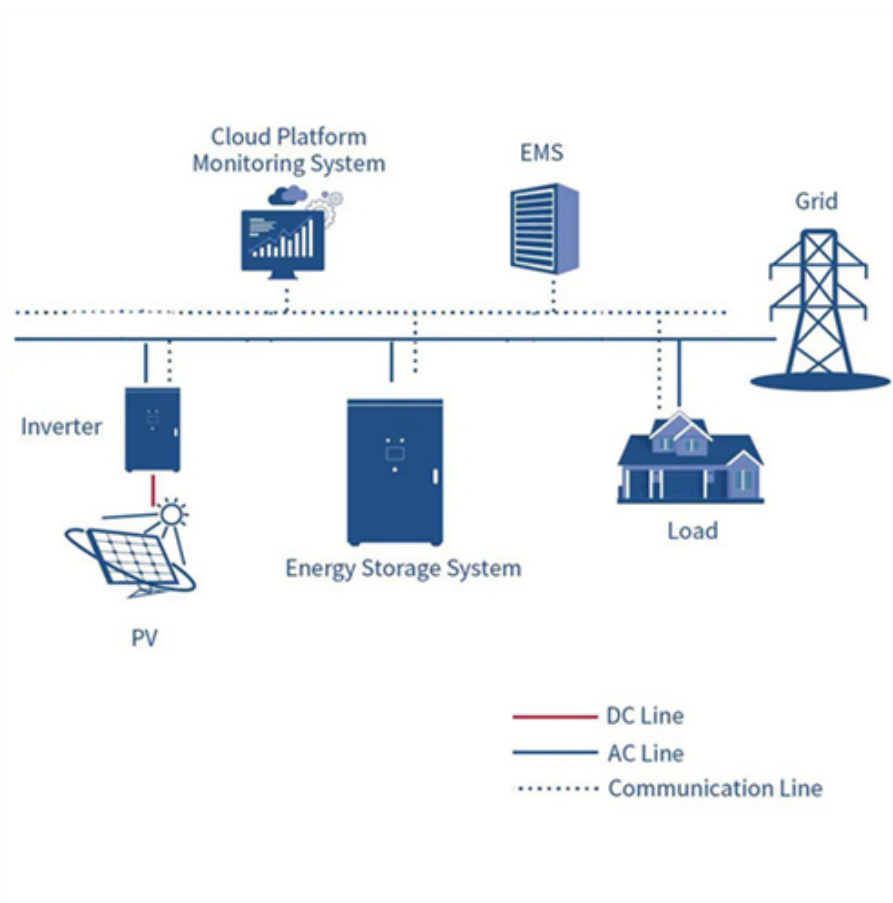 Cloud Platform
Monitoring System
EMS
Grid
Inverter
Load
Energy Storage System
PV
DC Line
AC Line
Communication Line